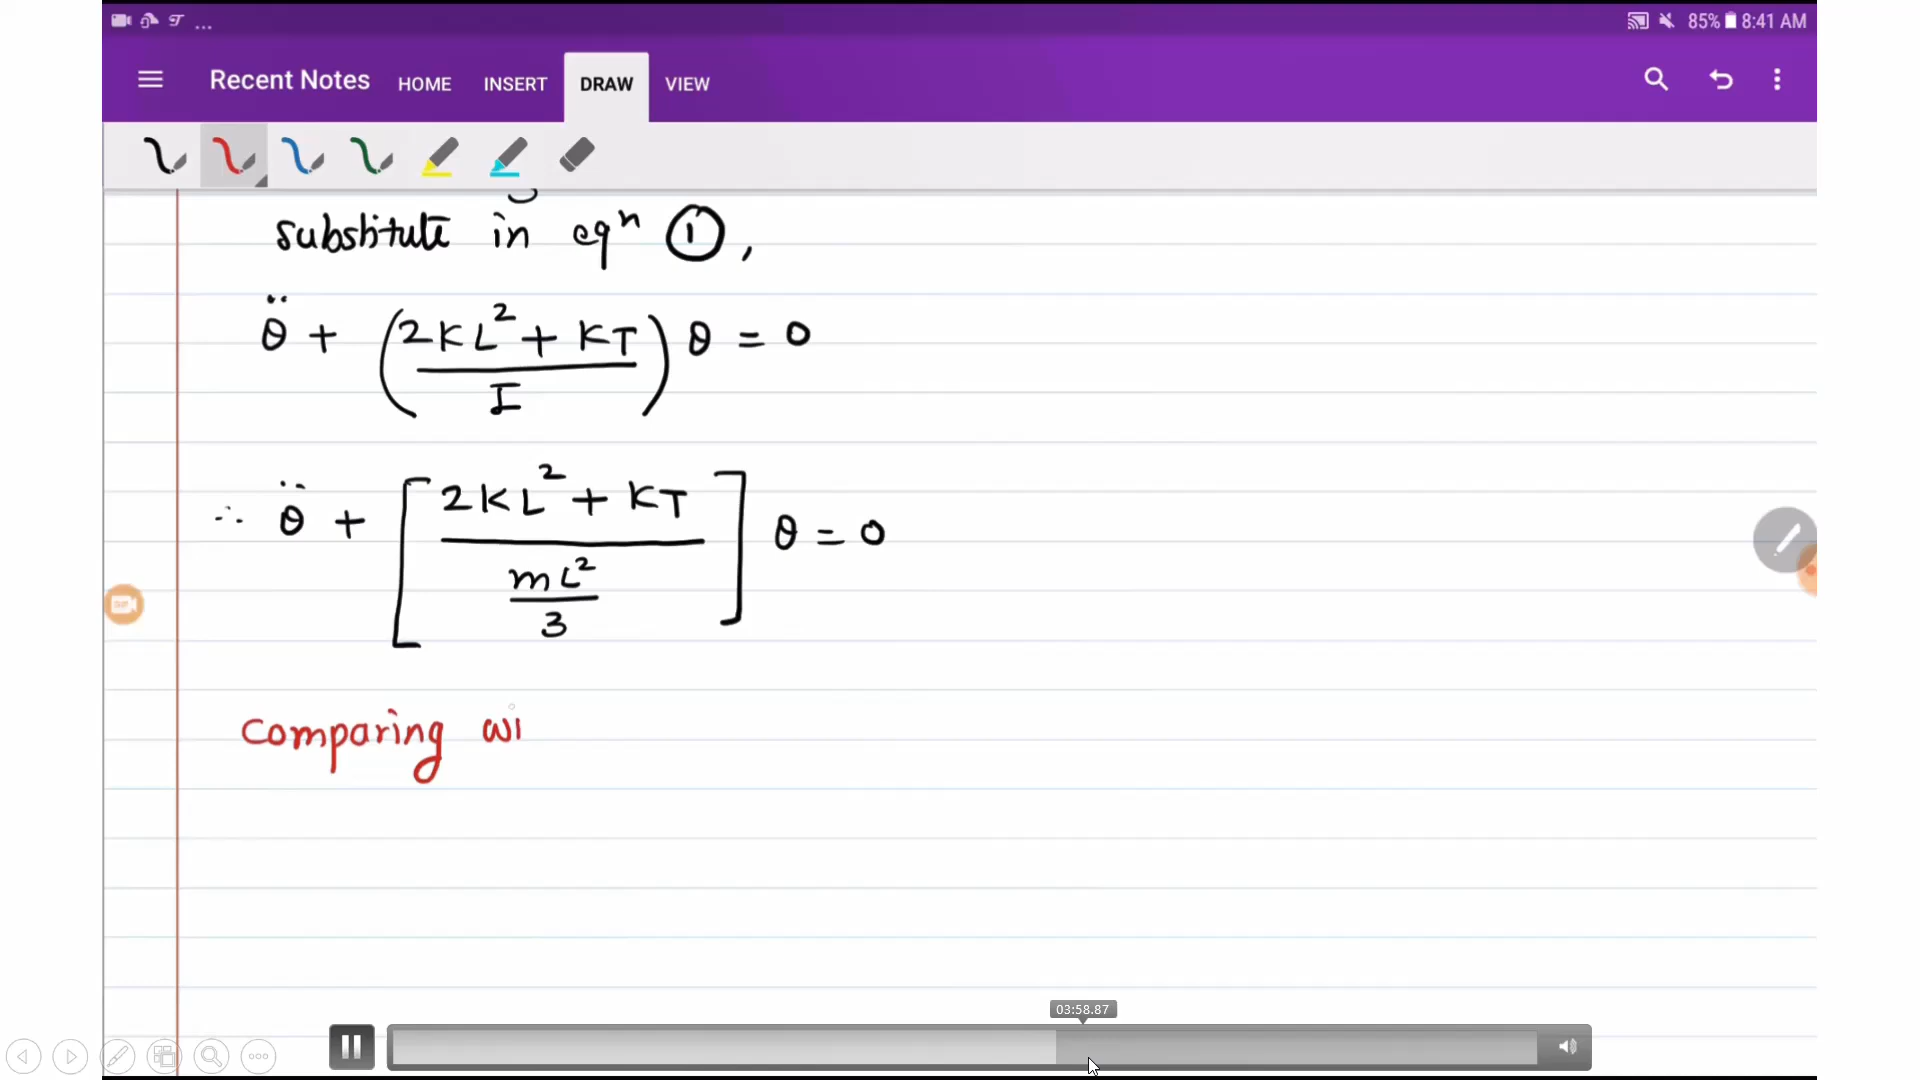 85% 8:41 AM
Recent Notes HOME INSERT DRAW VIEW
substitute in eqⁿ ①,
θ̈ + (2KL² + KT / I) θ = 0
∴ θ̈ + [2KL² + KT / (mL² / 3)] θ = 0
comparing wi
03:58.87